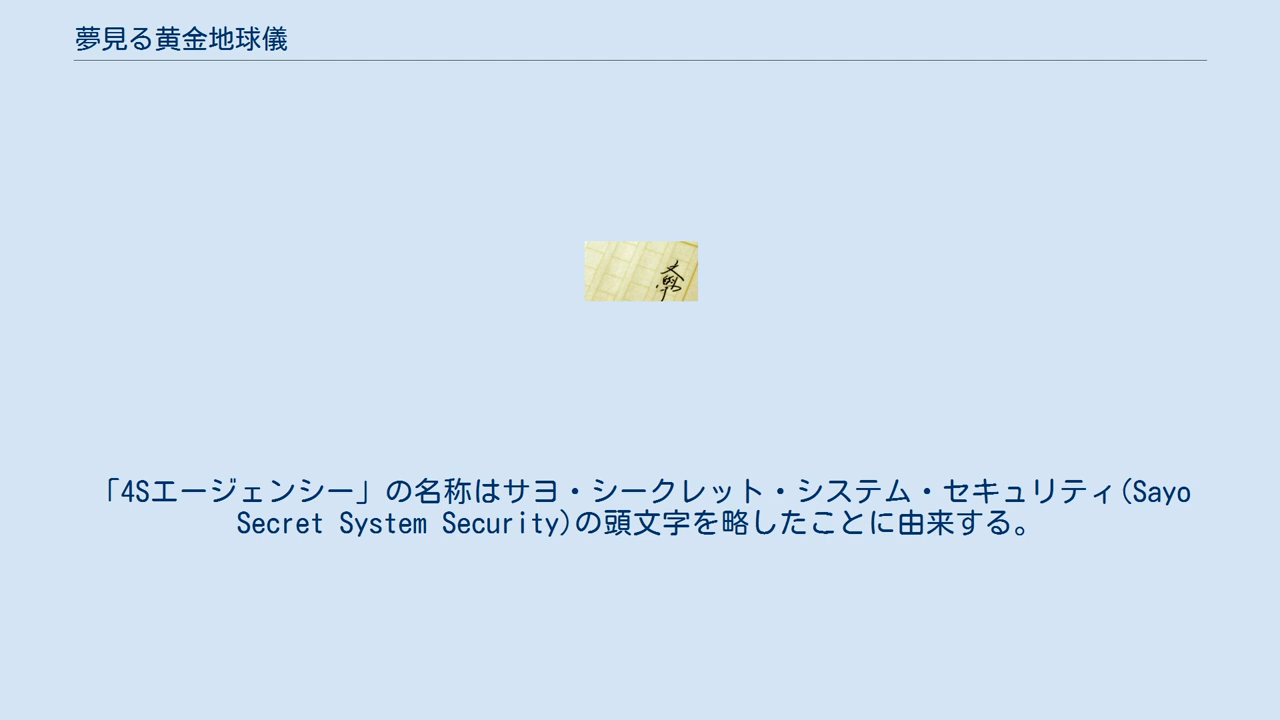 夢見る黄金地球儀
「4Sエージェンシー」の名称はサヨ・シークレット・システム・セキュリティ(Sayo
Secret System Security)の頭文字を略したことに由来する。